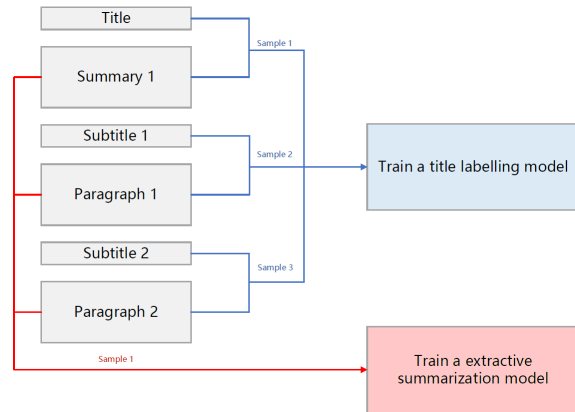 Title
Sample 1
Summary 1
Subtitle 1
Sample 2
Train a title labelling model
Paragraph 1
Subtitle 2
Sample 3
Paragraph 2
Sample 1
Train a extractive
summarization model